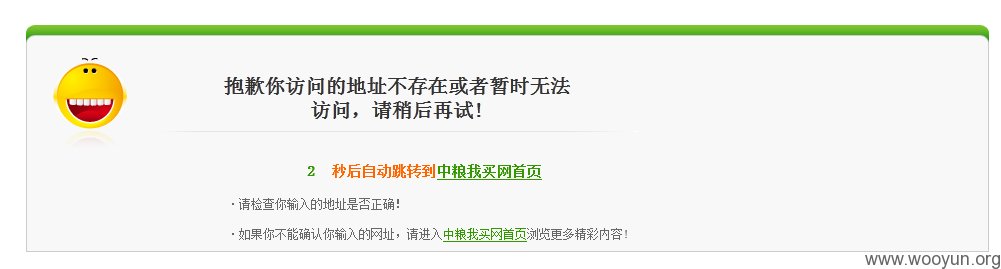 抱歉你访问的地址不存在或者暂时无法
访问，请稍后再试!
2 秒后自动跳转到中粮我买网首页
·请检查你输入的地址是否正确!
·如果你不能确认你输入的网址，请进入中粮我买网首页浏览更多精彩内容!
www.wooyun.org